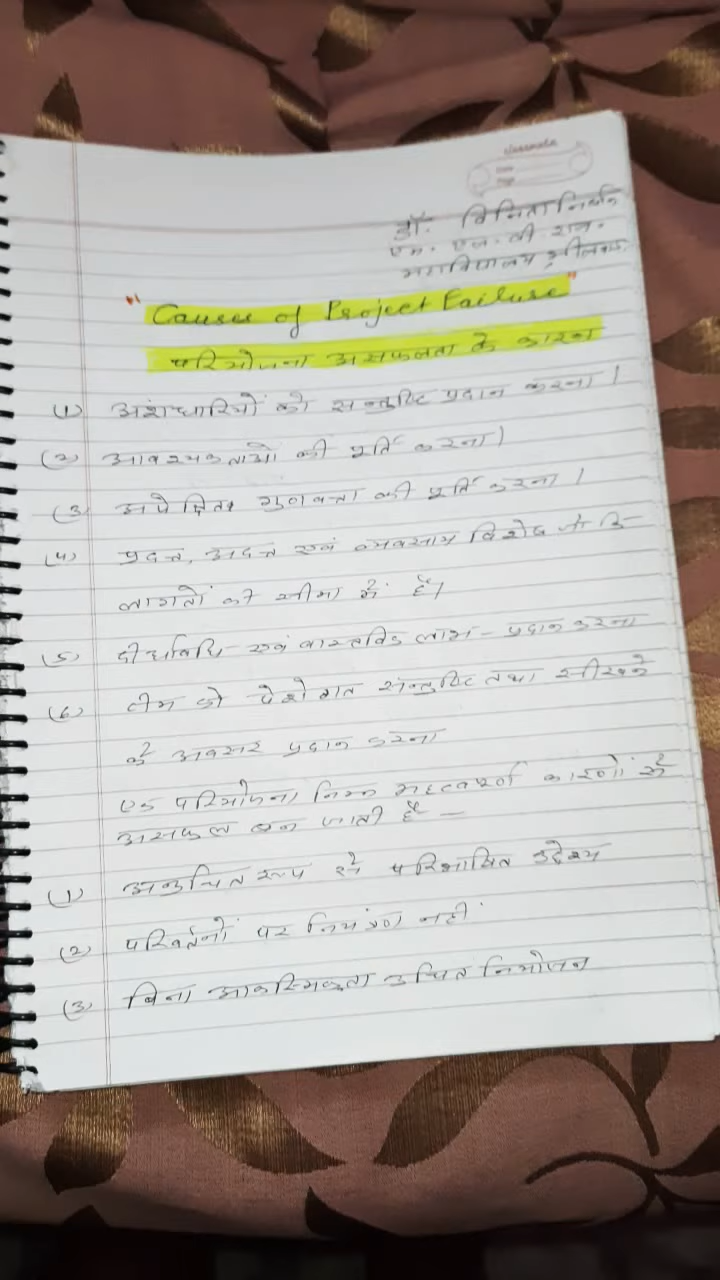 classmate
Date
Page
डॉ. विनिता
एम. एल. वी. राज.
महाविद्यालय, भीलवाड़ा
"Causes of Project Failure"
परियोजना असफलता के कारण
(1) अंशधारियों को सन्तुष्टि प्रदान करना।
(2) आवश्यकताओं की पूर्ति करना।
(3) अपेक्षित गुणवत्ता की पूर्ति करना।
(4) प्रदत्त, अदत्त एवं व्यवसाय विशेष
लागतों की सीमा में है।
(5) दीर्घावधि एवं वास्तविक लाभ - प्रदान करना
(6) टीम को पेशेगत सन्तुष्टि तथा सीखने
के अवसर प्रदान करना
एक परियोजना निम्न महत्वपूर्ण कारणों से
असफल बन जाती है -
(1) अनुचित रूप से परिभाषित उद्देश्य
(2) परिवर्तनों पर नियंत्रण नहीं
(3) बिना आकस्मिकता उचित नियोजन